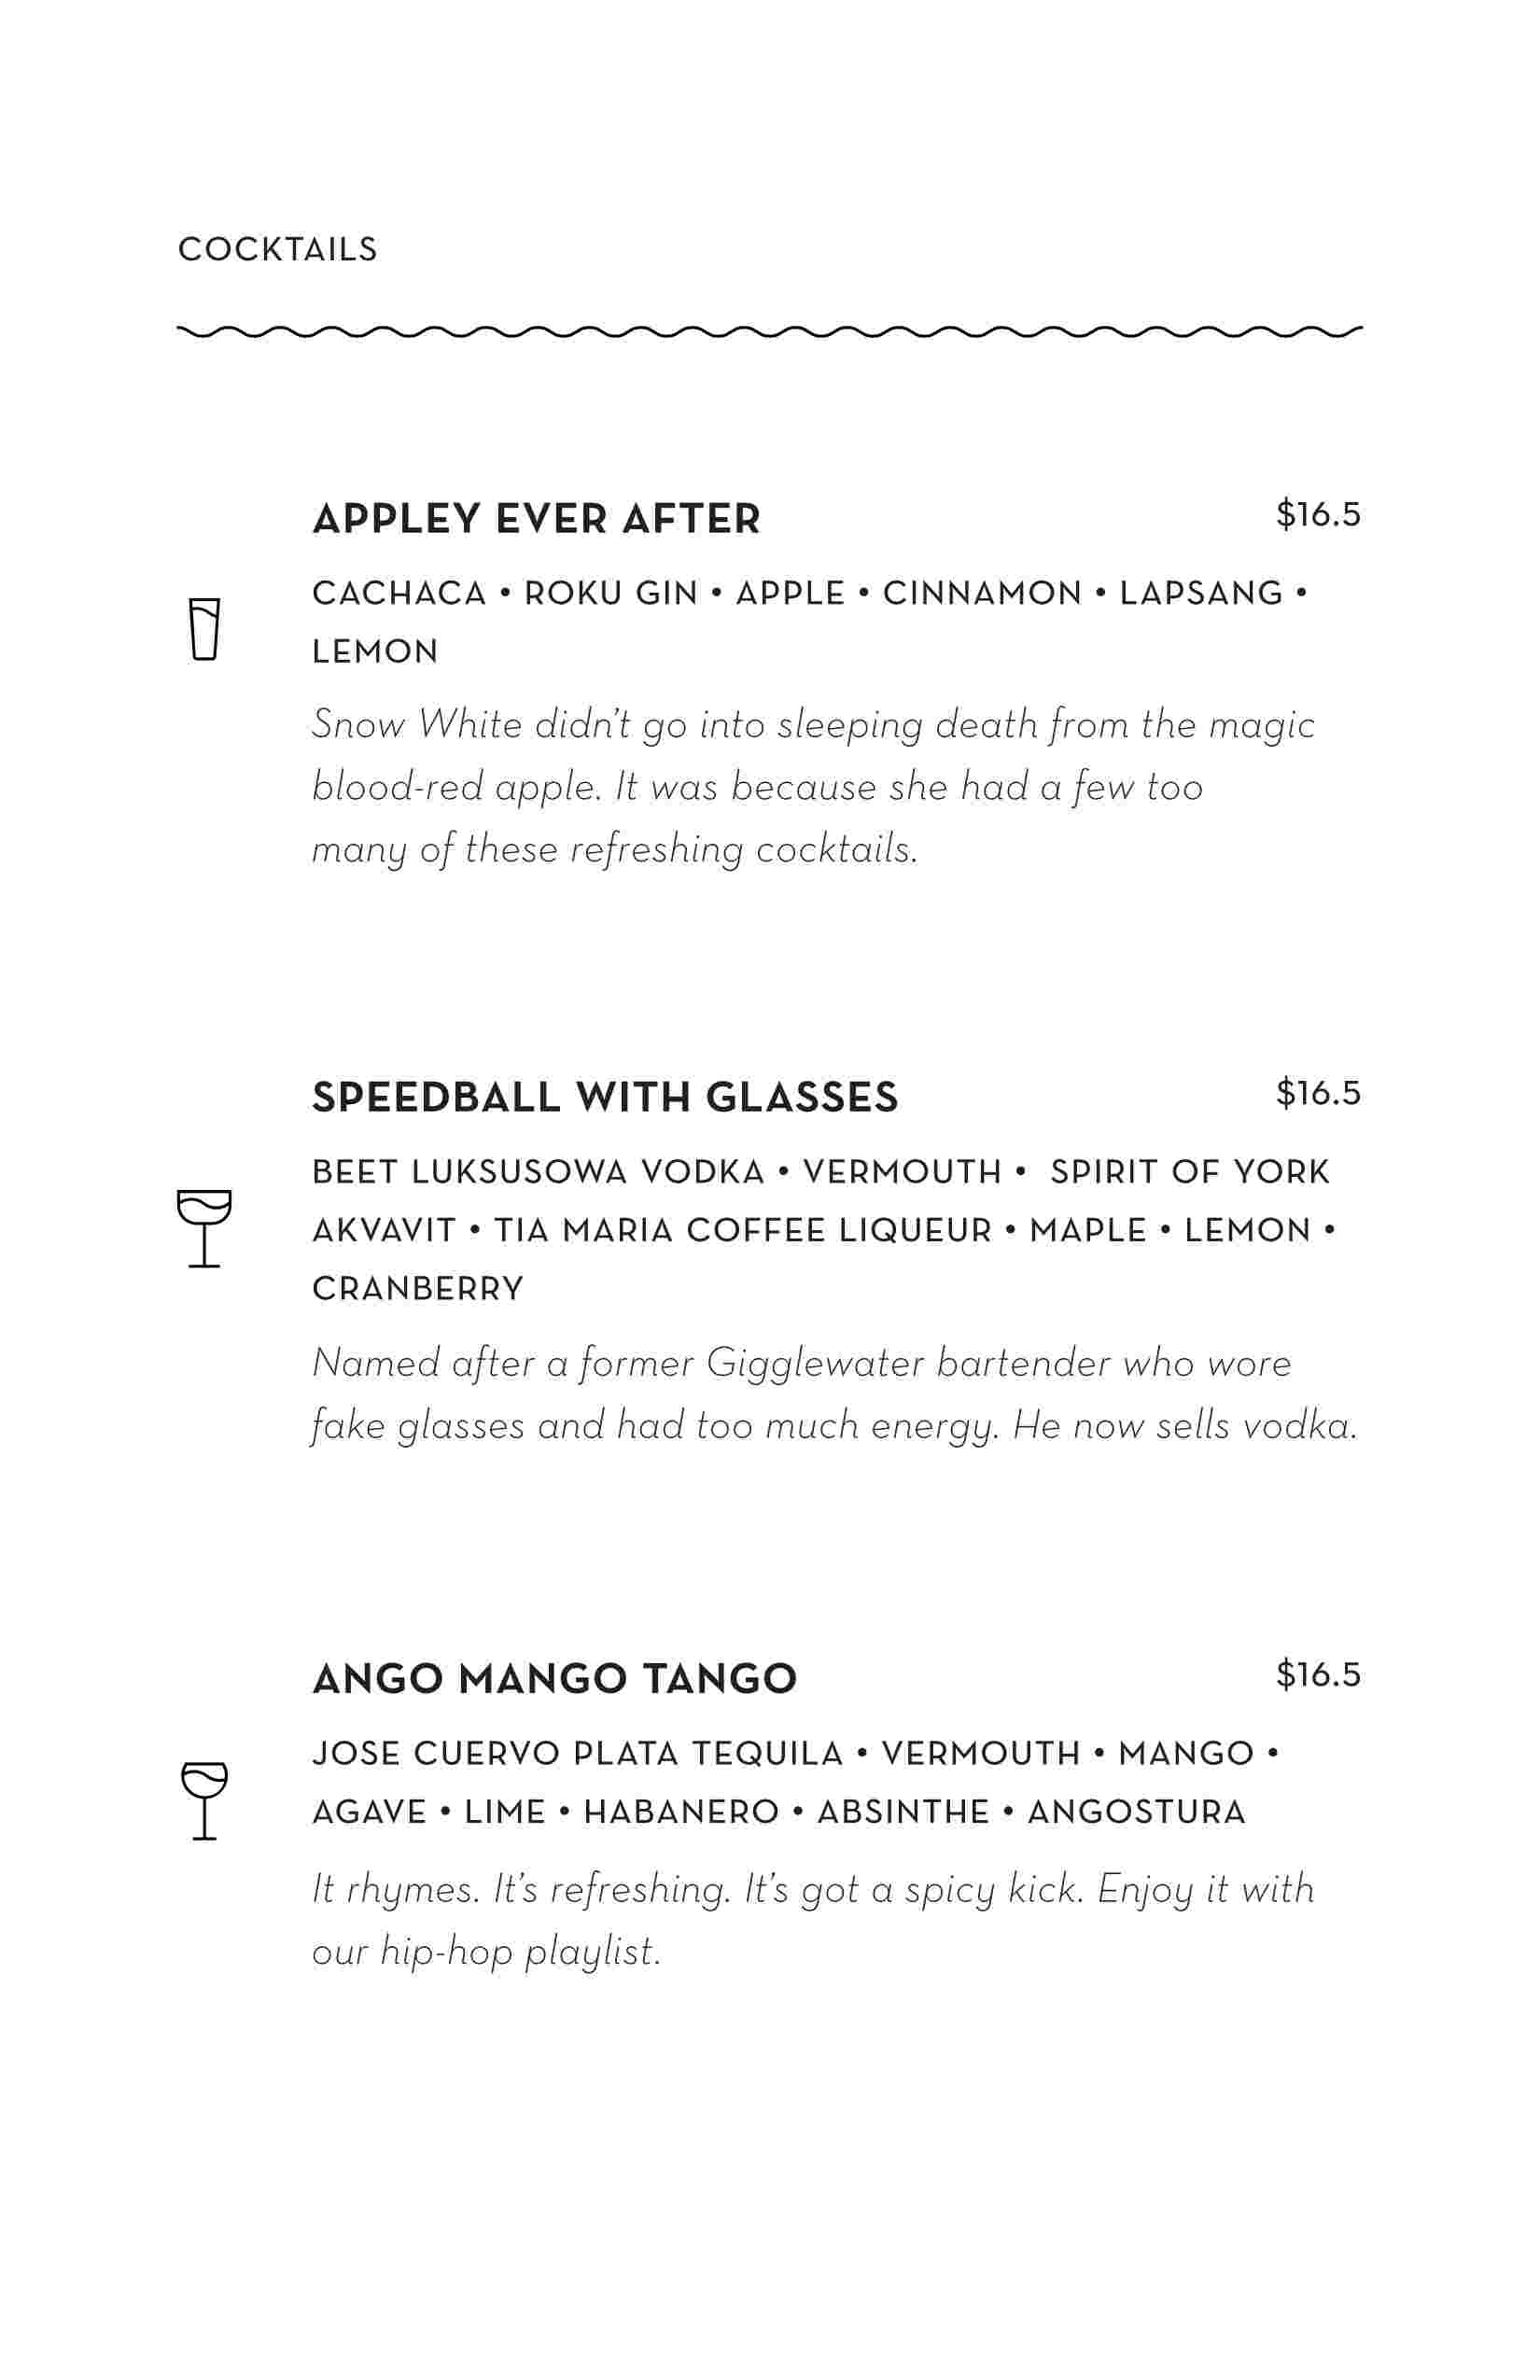 COCKTAILS
APPLEY EVER AFTER $16.5
CACHACA • ROKU GIN • APPLE • CINNAMON • LAPSANG •
LEMON
Snow White didn’t go into sleeping death from the magic
blood-red apple. It was because she had a few too
many of these refreshing cocktails.
SPEEDBALL WITH GLASSES $16.5
BEET LUKSUSOWA VODKA • VERMOUTH • SPIRIT OF YORK
AKVAVIT • TIA MARIA COFFEE LIQUEUR • MAPLE • LEMON •
CRANBERRY
Named after a former Gigglewater bartender who wore
fake glasses and had too much energy. He now sells vodka.
ANGO MANGO TANGO $16.5
JOSE CUERVO PLATA TEQUILA • VERMOUTH • MANGO •
AGAVE • LIME • HABANERO • ABSINTHE • ANGOSTURA
It rhymes. It’s refreshing. It’s got a spicy kick. Enjoy it with
our hip-hop playlist.